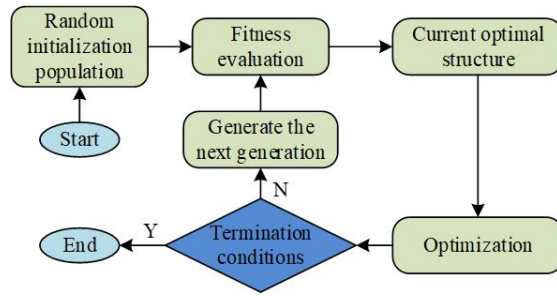 Random
initialization
population
Fitness
evaluation
Current optimal
structure
Start
Generate the
next generation
N
Y
End
Termination
conditions
Optimization